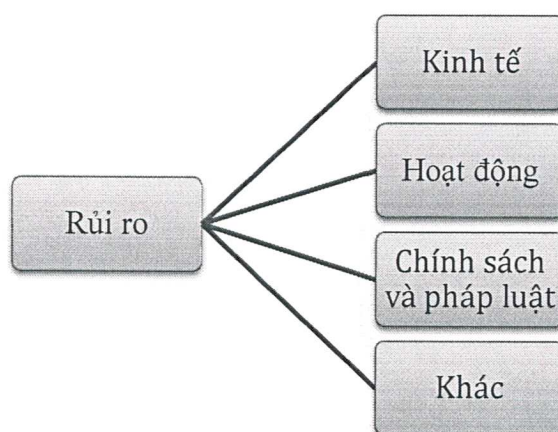 Rủi ro
Kinh tế
Hoạt động
Chính sách
và pháp luật
Khác